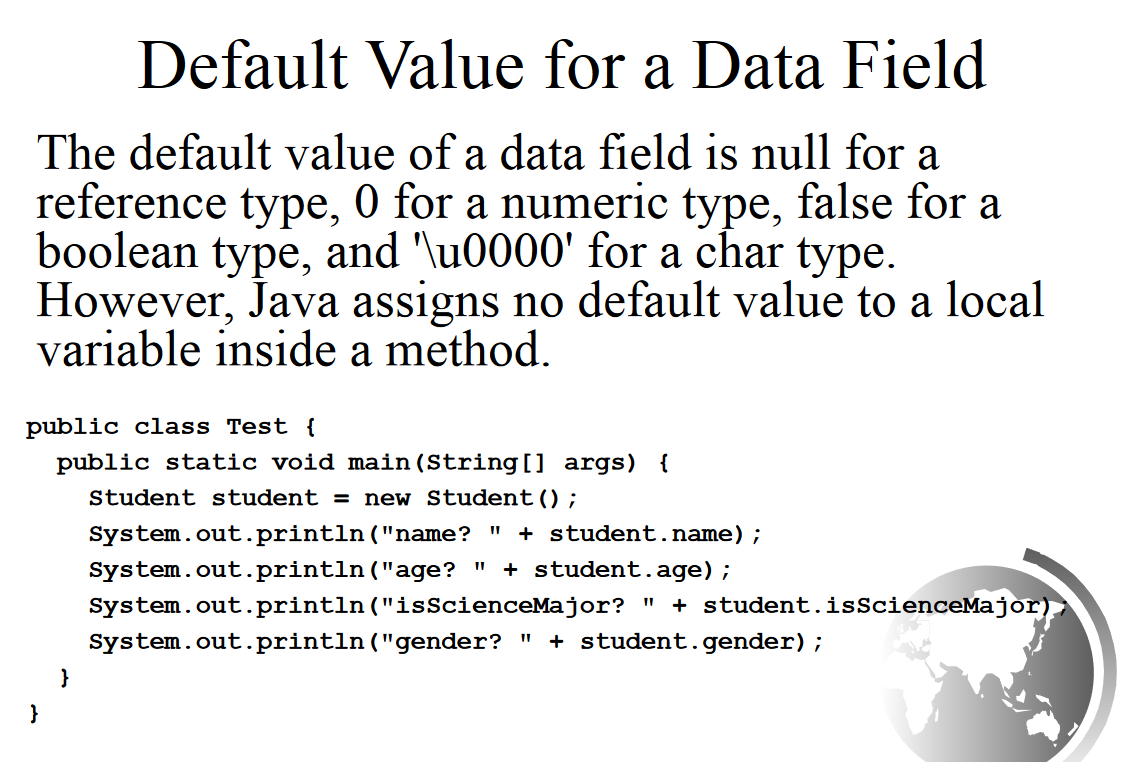 Default Value for a Data Field
The default value of a data field is null for a
reference type, 0 for a numeric type, false for a
boolean type, and '\u0000' for a char type.
However, Java assigns no default value to a local
variable inside a method.
public class Test {
  public static void main(String[] args) {
    Student student = new Student();
    System.out.println("name? " + student.name);
    System.out.println("age? " + student.age);
    System.out.println("isScienceMajor? " + student.isScienceMajor);
    System.out.println("gender? " + student.gender);
  }
}